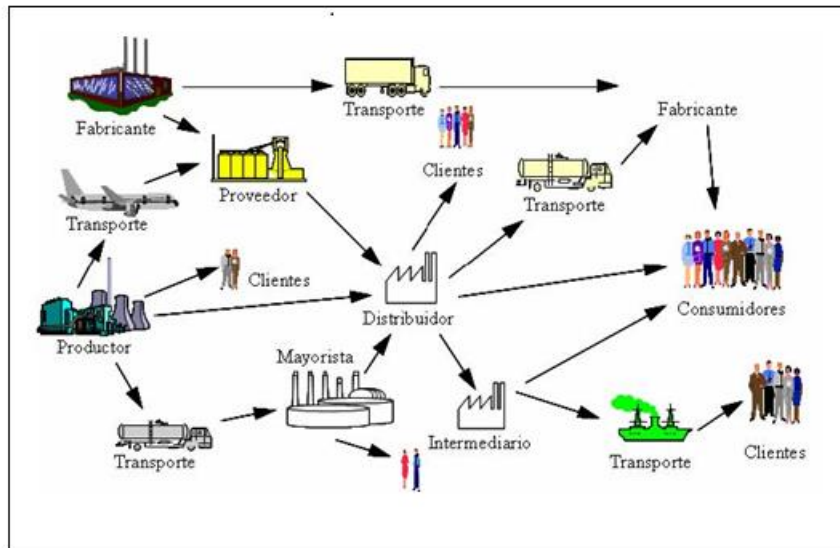 Fabricante
Transporte
Fabricante
Clientes
Proveedor
Transporte
Transporte
Clientes
Consumidores
Distribuidor
Productor
Mayorista
Intermediario
Transporte
Transporte
Clientes